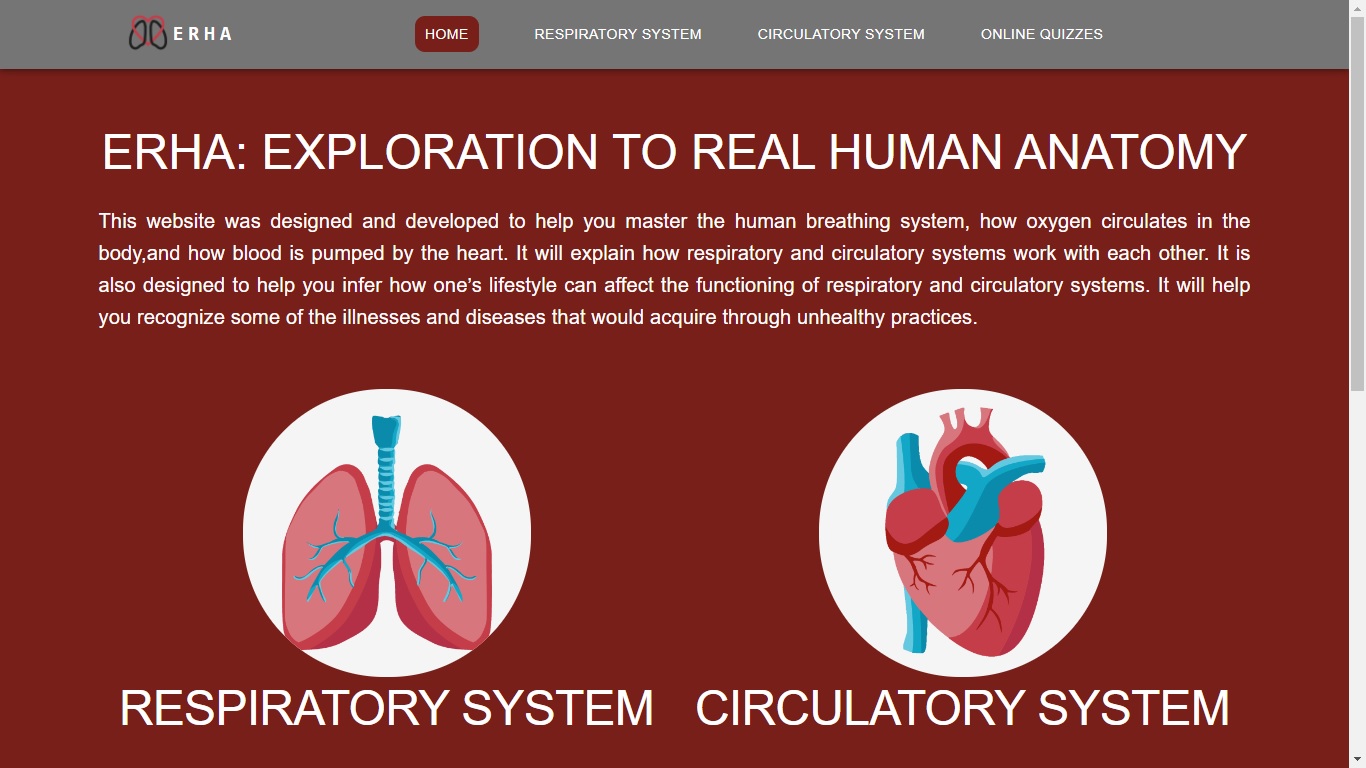 ERHA
HOME
RESPIRATORY SYSTEM
CIRCULATORY SYSTEM
ONLINE QUIZZES
ERHA: EXPLORATION TO REAL HUMAN ANATOMY
This website was designed and developed to help you master the human breathing system, how oxygen circulates in the
body,and how blood is pumped by the heart. It will explain how respiratory and circulatory systems work with each other. It is
also designed to help you infer how one’s lifestyle can affect the functioning of respiratory and circulatory systems. It will help
you recognize some of the illnesses and diseases that would acquire through unhealthy practices.
RESPIRATORY SYSTEM
CIRCULATORY SYSTEM